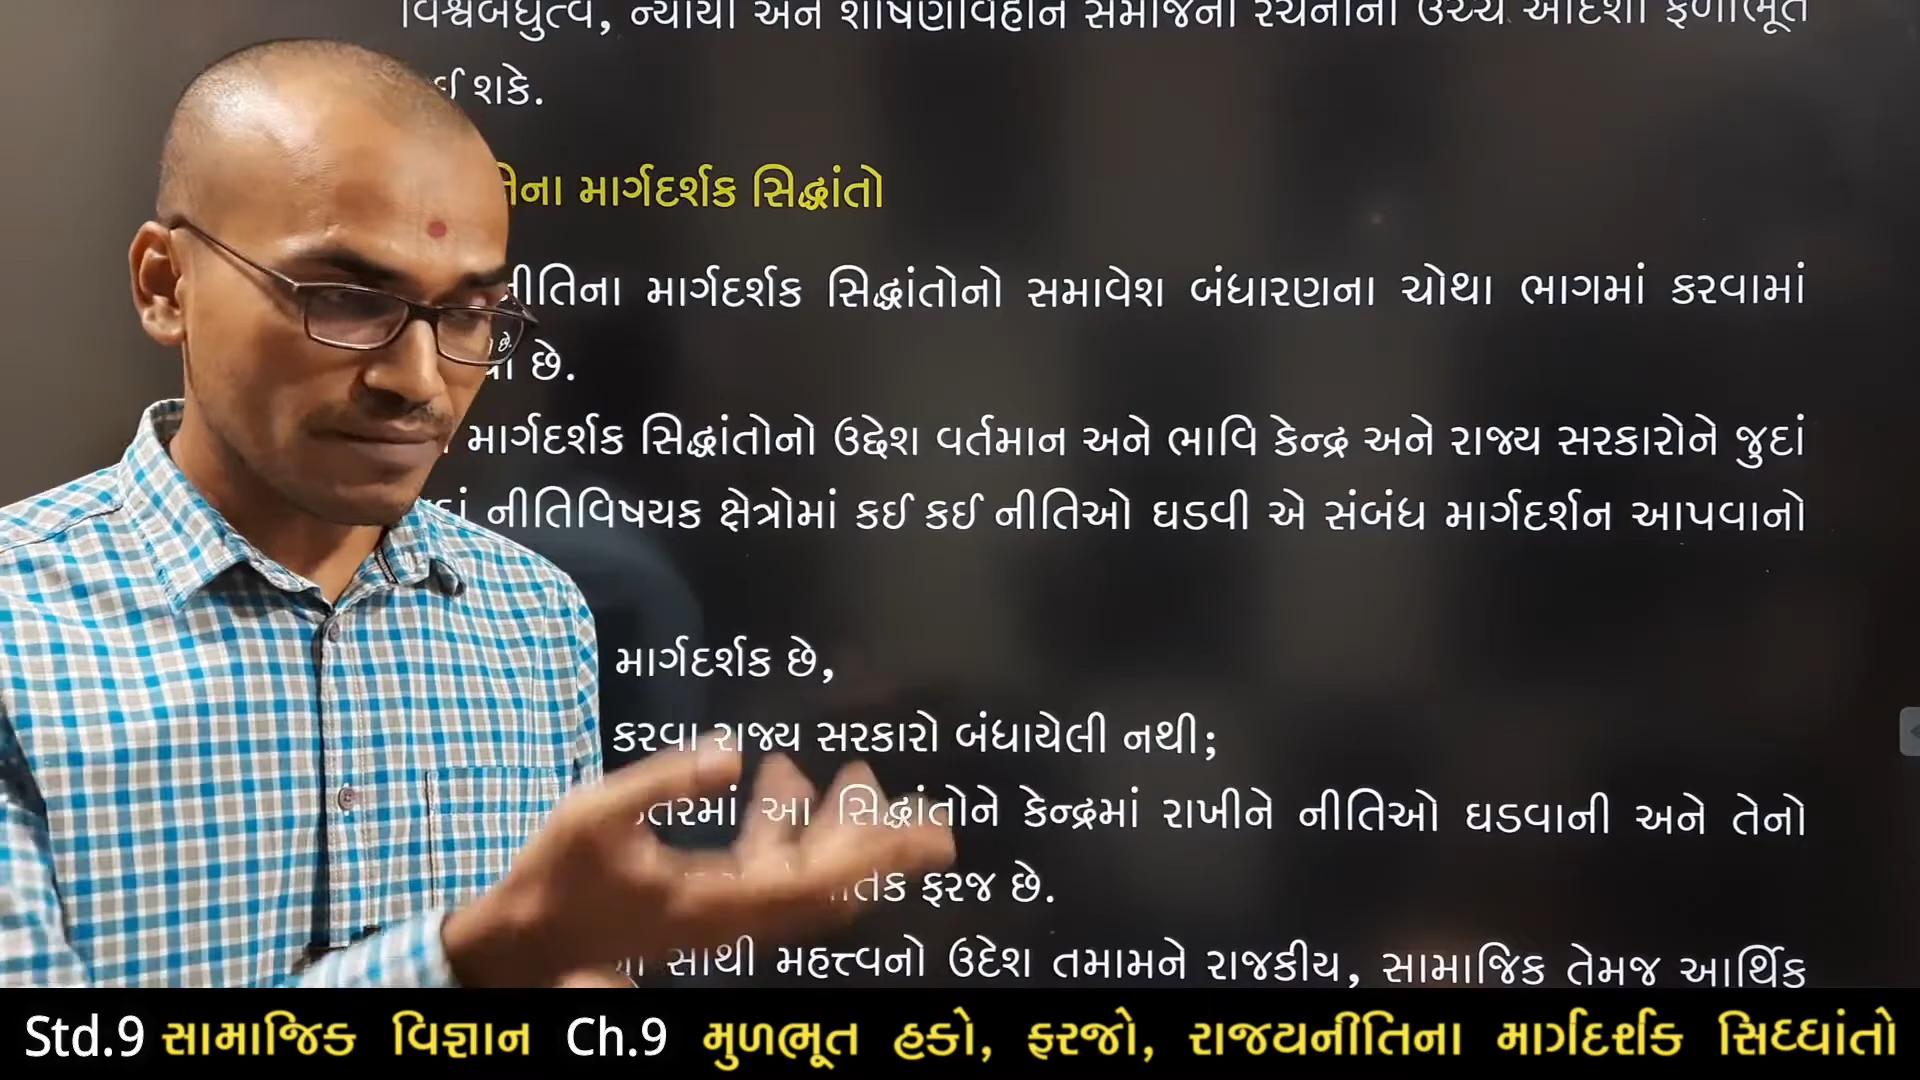 વિશ્વબંધુત્વ, ન્યાયી અને શોષણવિહીન સમાજની રચનાનો ઉચ્ચ આદર્શો ફળીભૂત
શકે.
માર્ગદર્શક સિદ્ધાંતો
માર્ગદર્શક સિદ્ધાંતોનો સમાવેશ બંધારણના ચોથા ભાગમાં કરવામાં
છે.
માર્ગદર્શક સિદ્ધાંતોનો ઉદ્દેશ વર્તમાન અને ભાવિ કેન્દ્ર અને રાજ્ય સરકારોને જુદાં
નીતિવિષયક ક્ષેત્રોમાં કઈ કઈ નીતિઓ ઘડવી એ સંબંધ માર્ગદર્શન આપવાનો
માર્ગદર્શક છે,
કરવા રાજ્ય સરકારો બંધાયેલી નથી;
આ સિદ્ધાંતોને કેન્દ્રમાં રાખીને નીતિઓ ઘડવાની અને તેનો
ફરજ છે.
સાથી મહત્ત્વનો ઉદેશ તમામને રાજકીય, સામાજિક તેમજ આર્થિક
Std.9 સામાજિક વિજ્ઞાન Ch.9 મુળભૂત હકો, ફરજો, રાજયનીતિના માર્ગદર્શક સિધ્ધાંતો